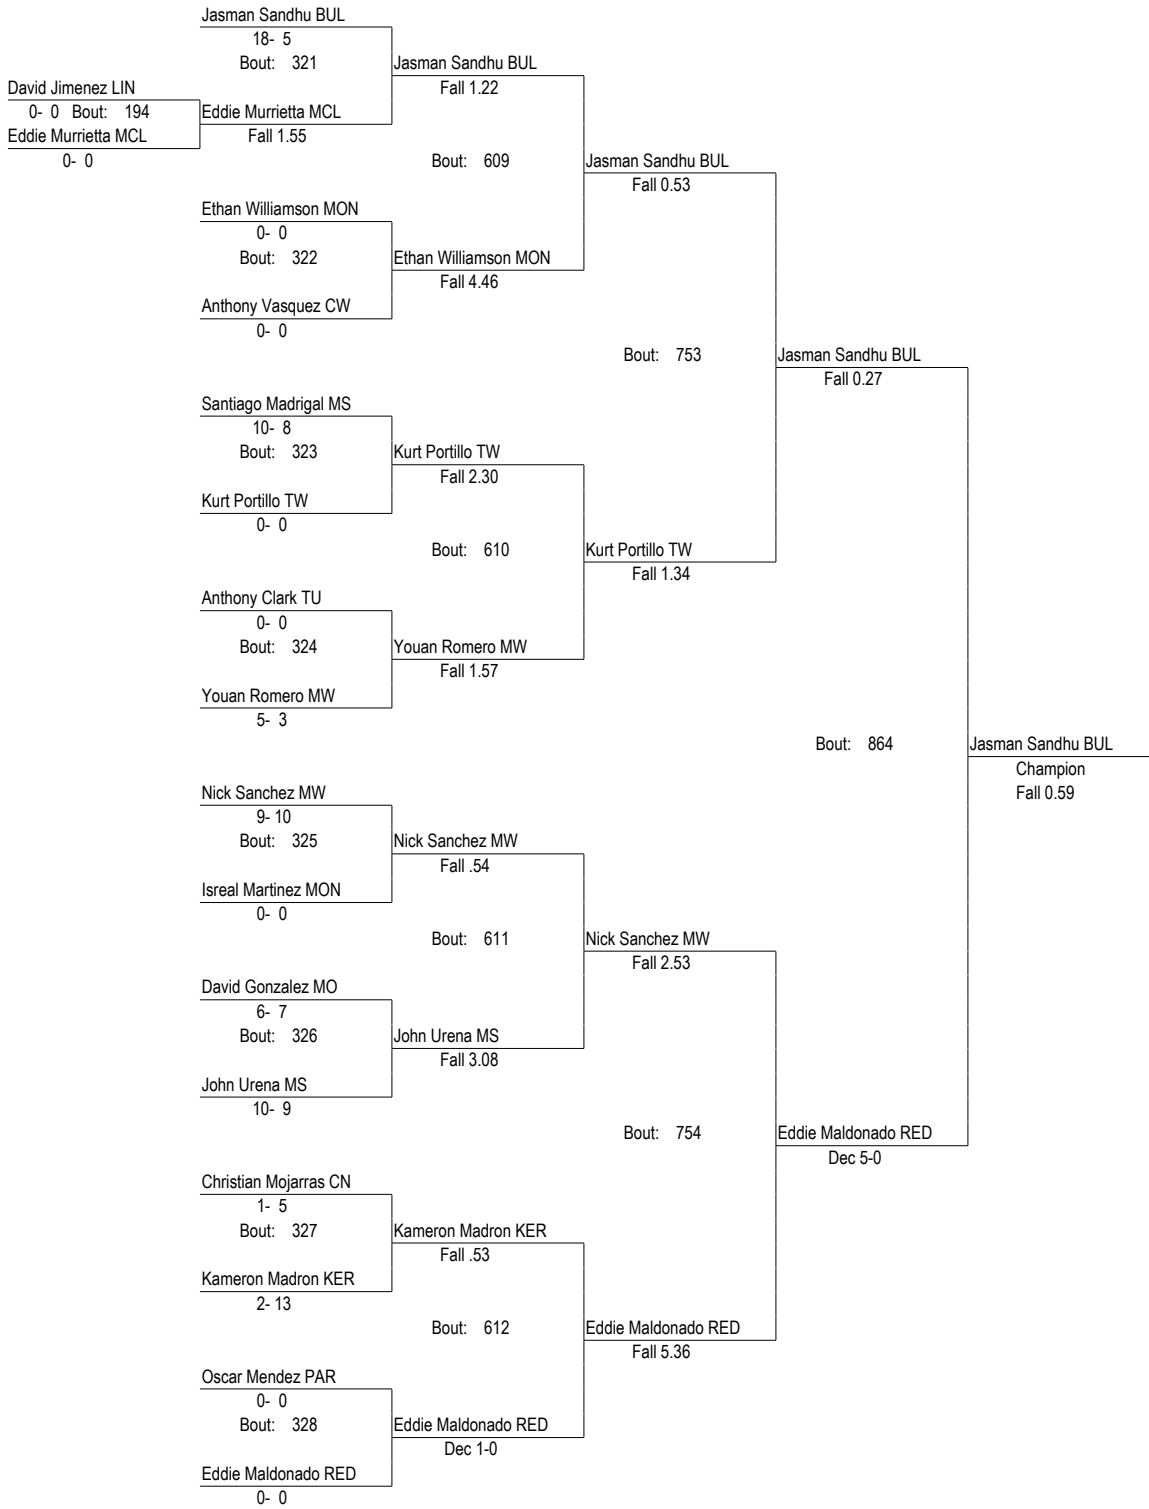 Jasman Sandhu BUL
18- 5
Bout: 321
Jasman Sandhu BUL
Fall 1.22
David Jimenez LIN
0- 0 Bout: 194
Eddie Murrietta MCL
0- 0
Eddie Murrietta MCL
Fall 1.55
Bout: 609
Jasman Sandhu BUL
Fall 0.53
Ethan Williamson MON
0- 0
Bout: 322
Ethan Williamson MON
Fall 4.46
Anthony Vasquez CW
0- 0
Bout: 753
Jasman Sandhu BUL
Fall 0.27
Santiago Madrigal MS
10- 8
Bout: 323
Kurt Portillo TW
Fall 2.30
Kurt Portillo TW
0- 0
Bout: 610
Kurt Portillo TW
Fall 1.34
Anthony Clark TU
0- 0
Bout: 324
Youan Romero MW
Fall 1.57
Youan Romero MW
5- 3
Bout: 864
Jasman Sandhu BUL
Champion
Fall 0.59
Nick Sanchez MW
9- 10
Bout: 325
Nick Sanchez MW
Fall .54
Isreal Martinez MON
0- 0
Bout: 611
Nick Sanchez MW
Fall 2.53
David Gonzalez MO
6- 7
Bout: 326
John Urena MS
Fall 3.08
John Urena MS
10- 9
Bout: 754
Eddie Maldonado RED
Dec 5-0
Christian Mojarras CN
1- 5
Bout: 327
Kameron Madron KER
Fall .53
Kameron Madron KER
2- 13
Bout: 612
Eddie Maldonado RED
Fall 5.36
Oscar Mendez PAR
0- 0
Bout: 328
Eddie Maldonado RED
Dec 1-0
Eddie Maldonado RED
0- 0